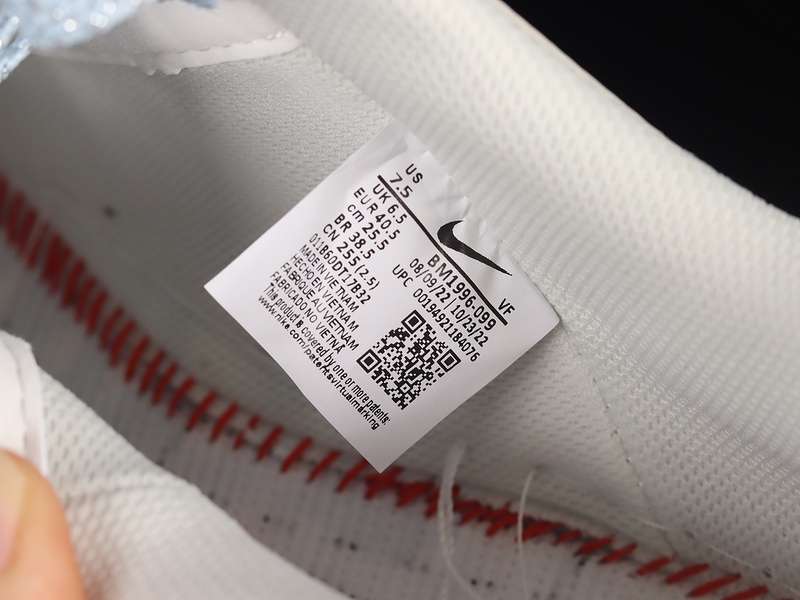 US
7.5
UK 6.5
EUR 40.5
cm 25.5
BR 38.5
CN 255 (2.5)
011B60DT17B32
MADE IN VIETNAM
HECHO EN VIETNAM
FABRIQUE AU VIETNAM
FABRICADO NO VIETNÃ
This product is covered by one or more patents:
www.nike.com/patentsvirtualmarking
BM1996.099 VF
08/09/22 10/23/22
UPC 00194921184076